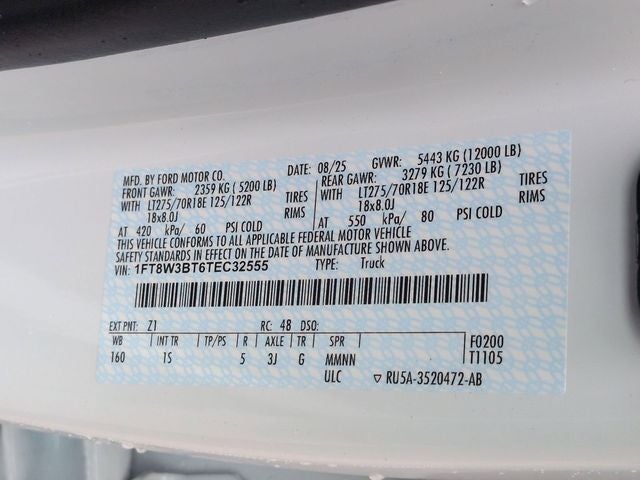 MFD. BY FORD MOTOR CO. DATE: 08/25 GVWR: 5443 KG (12000 LB)
FRONT GAWR: 2359 KG (5200 LB) REAR GAWR: 3279 KG (7230 LB)
WITH LT275/70R18E 125/122R TIRES WITH LT275/70R18E 125/122R TIRES
18x8.0J RIMS 18x8.0J RIMS
AT 420 kPa/ 60 PSI COLD AT 550 kPa/ 80 PSI COLD
THIS VEHICLE CONFORMS TO ALL APPLICABLE FEDERAL MOTOR VEHICLE
SAFETY STANDARDS IN EFFECT ON THE DATE OF MANUFACTURE SHOWN ABOVE.
VIN: 1FT8W3BT6TEC32555 TYPE: Truck
EXT PNT: Z1 RC: 48 DSO:
WB INT TR TP/PS R AXLE TR SPR F0200
160 1S 5 3J G MMNN T1105
ULC ▽ RU5A-3520472-AB